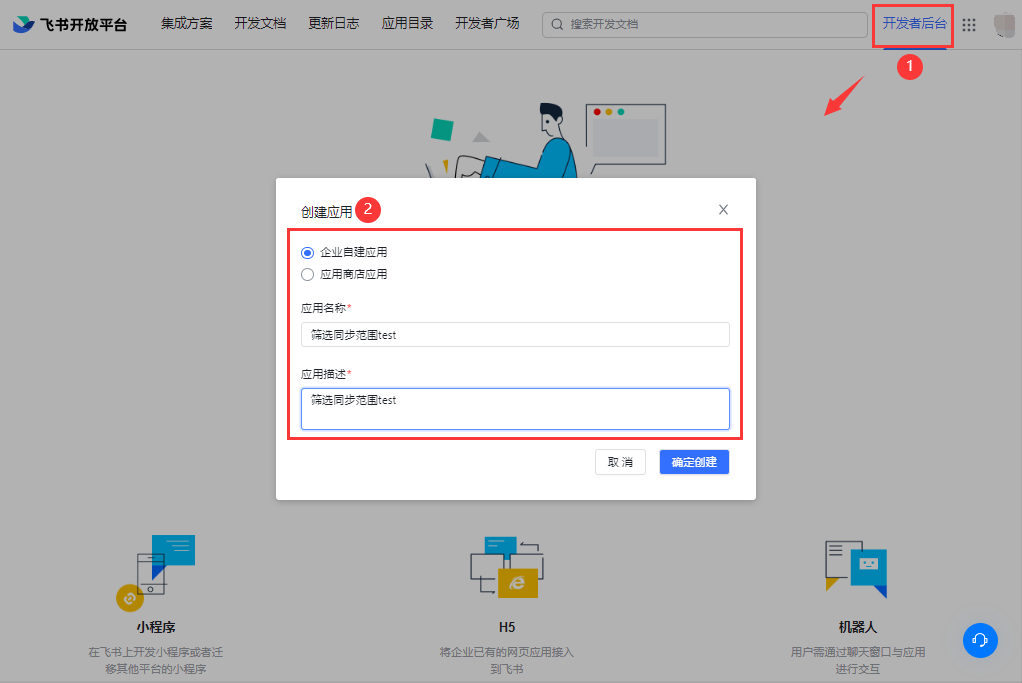 飞书开放平台 集成方案 开发文档 更新日志 应用目录 开发者广场 搜索开发文档 开发者后台
1
创建应用 2
企业自建应用
应用商店应用
应用名称*
筛选同步范围test
应用描述*
筛选同步范围test
取消 确定创建
小程序 H5 机器人
在飞书上开发小程序或者迁 将企业已有的网页应用接入 用户需通过聊天窗口与应用
移其他平台的小程序 到飞书 进行交互